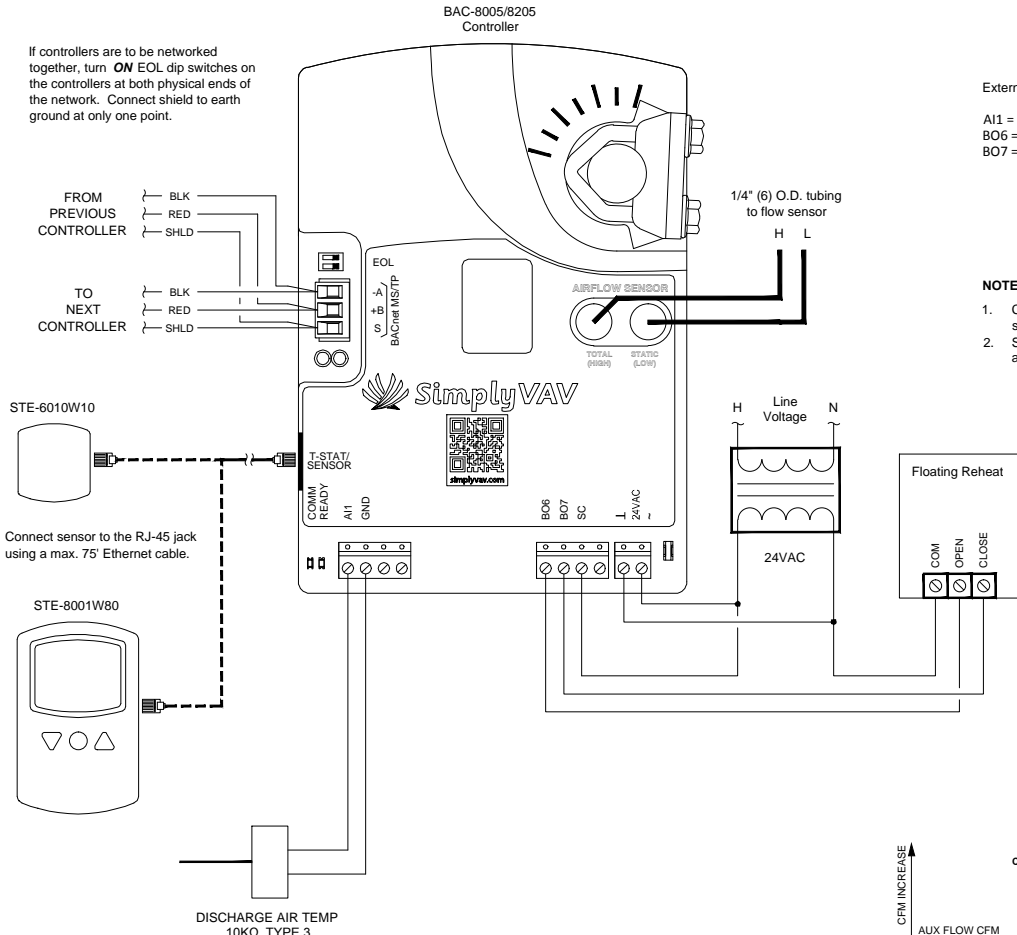 BAC-8005/8205
Controller
If controllers are to be networked
together, turn ON EOL dip switches on
the controllers at both physical ends of
the network. Connect shield to earth
ground at only one point.
Extern
AI1 =
BO6 =
BO7 =
FROM
PREVIOUS
CONTROLLER
BLK
RED
SHLD
TO
NEXT
CONTROLLER
BLK
RED
SHLD
EOL
-A
+B
S
BACnet MS/TP
1/4" (6) O.D. tubing
to flow sensor
H L
AIRFLOW SENSOR
TOTAL
(HIGH)
STATIC
(LOW)
NOTE
1. C
s
2. S
a
SimplyVAV
simplyvav.com
STE-6010W10
T-STAT/
SENSOR
COMM
READY
AI1
GND
BO6
BO7
SC
⊥
24VAC
~
H Line N
Voltage
24VAC
Floating Reheat
COM
OPEN
CLOSE
Connect sensor to the RJ-45 jack
using a max. 75' Ethernet cable.
STE-8001W80
DISCHARGE AIR TEMP
10KΩ, TYPE 3
CFM INCREASE
AUX FLOW CFM